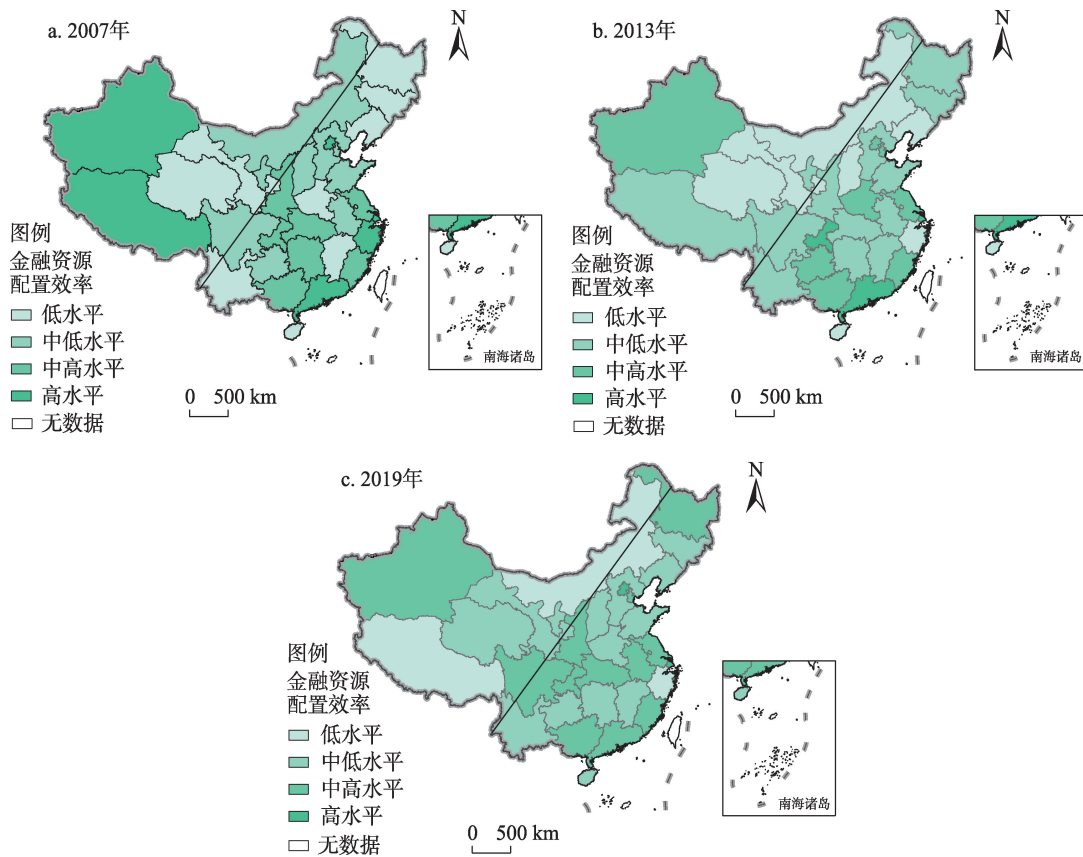 a. 2007年
N
图例
金融资源
配置效率
低水平
中低水平
中高水平
高水平
无数据
0 500 km
南海诸岛
b. 2013年
N
图例
金融资源
配置效率
低水平
中低水平
中高水平
高水平
无数据
0 500 km
南海诸岛
c. 2019年
N
图例
金融资源
配置效率
低水平
中低水平
中高水平
高水平
无数据
0 500 km
南海诸岛